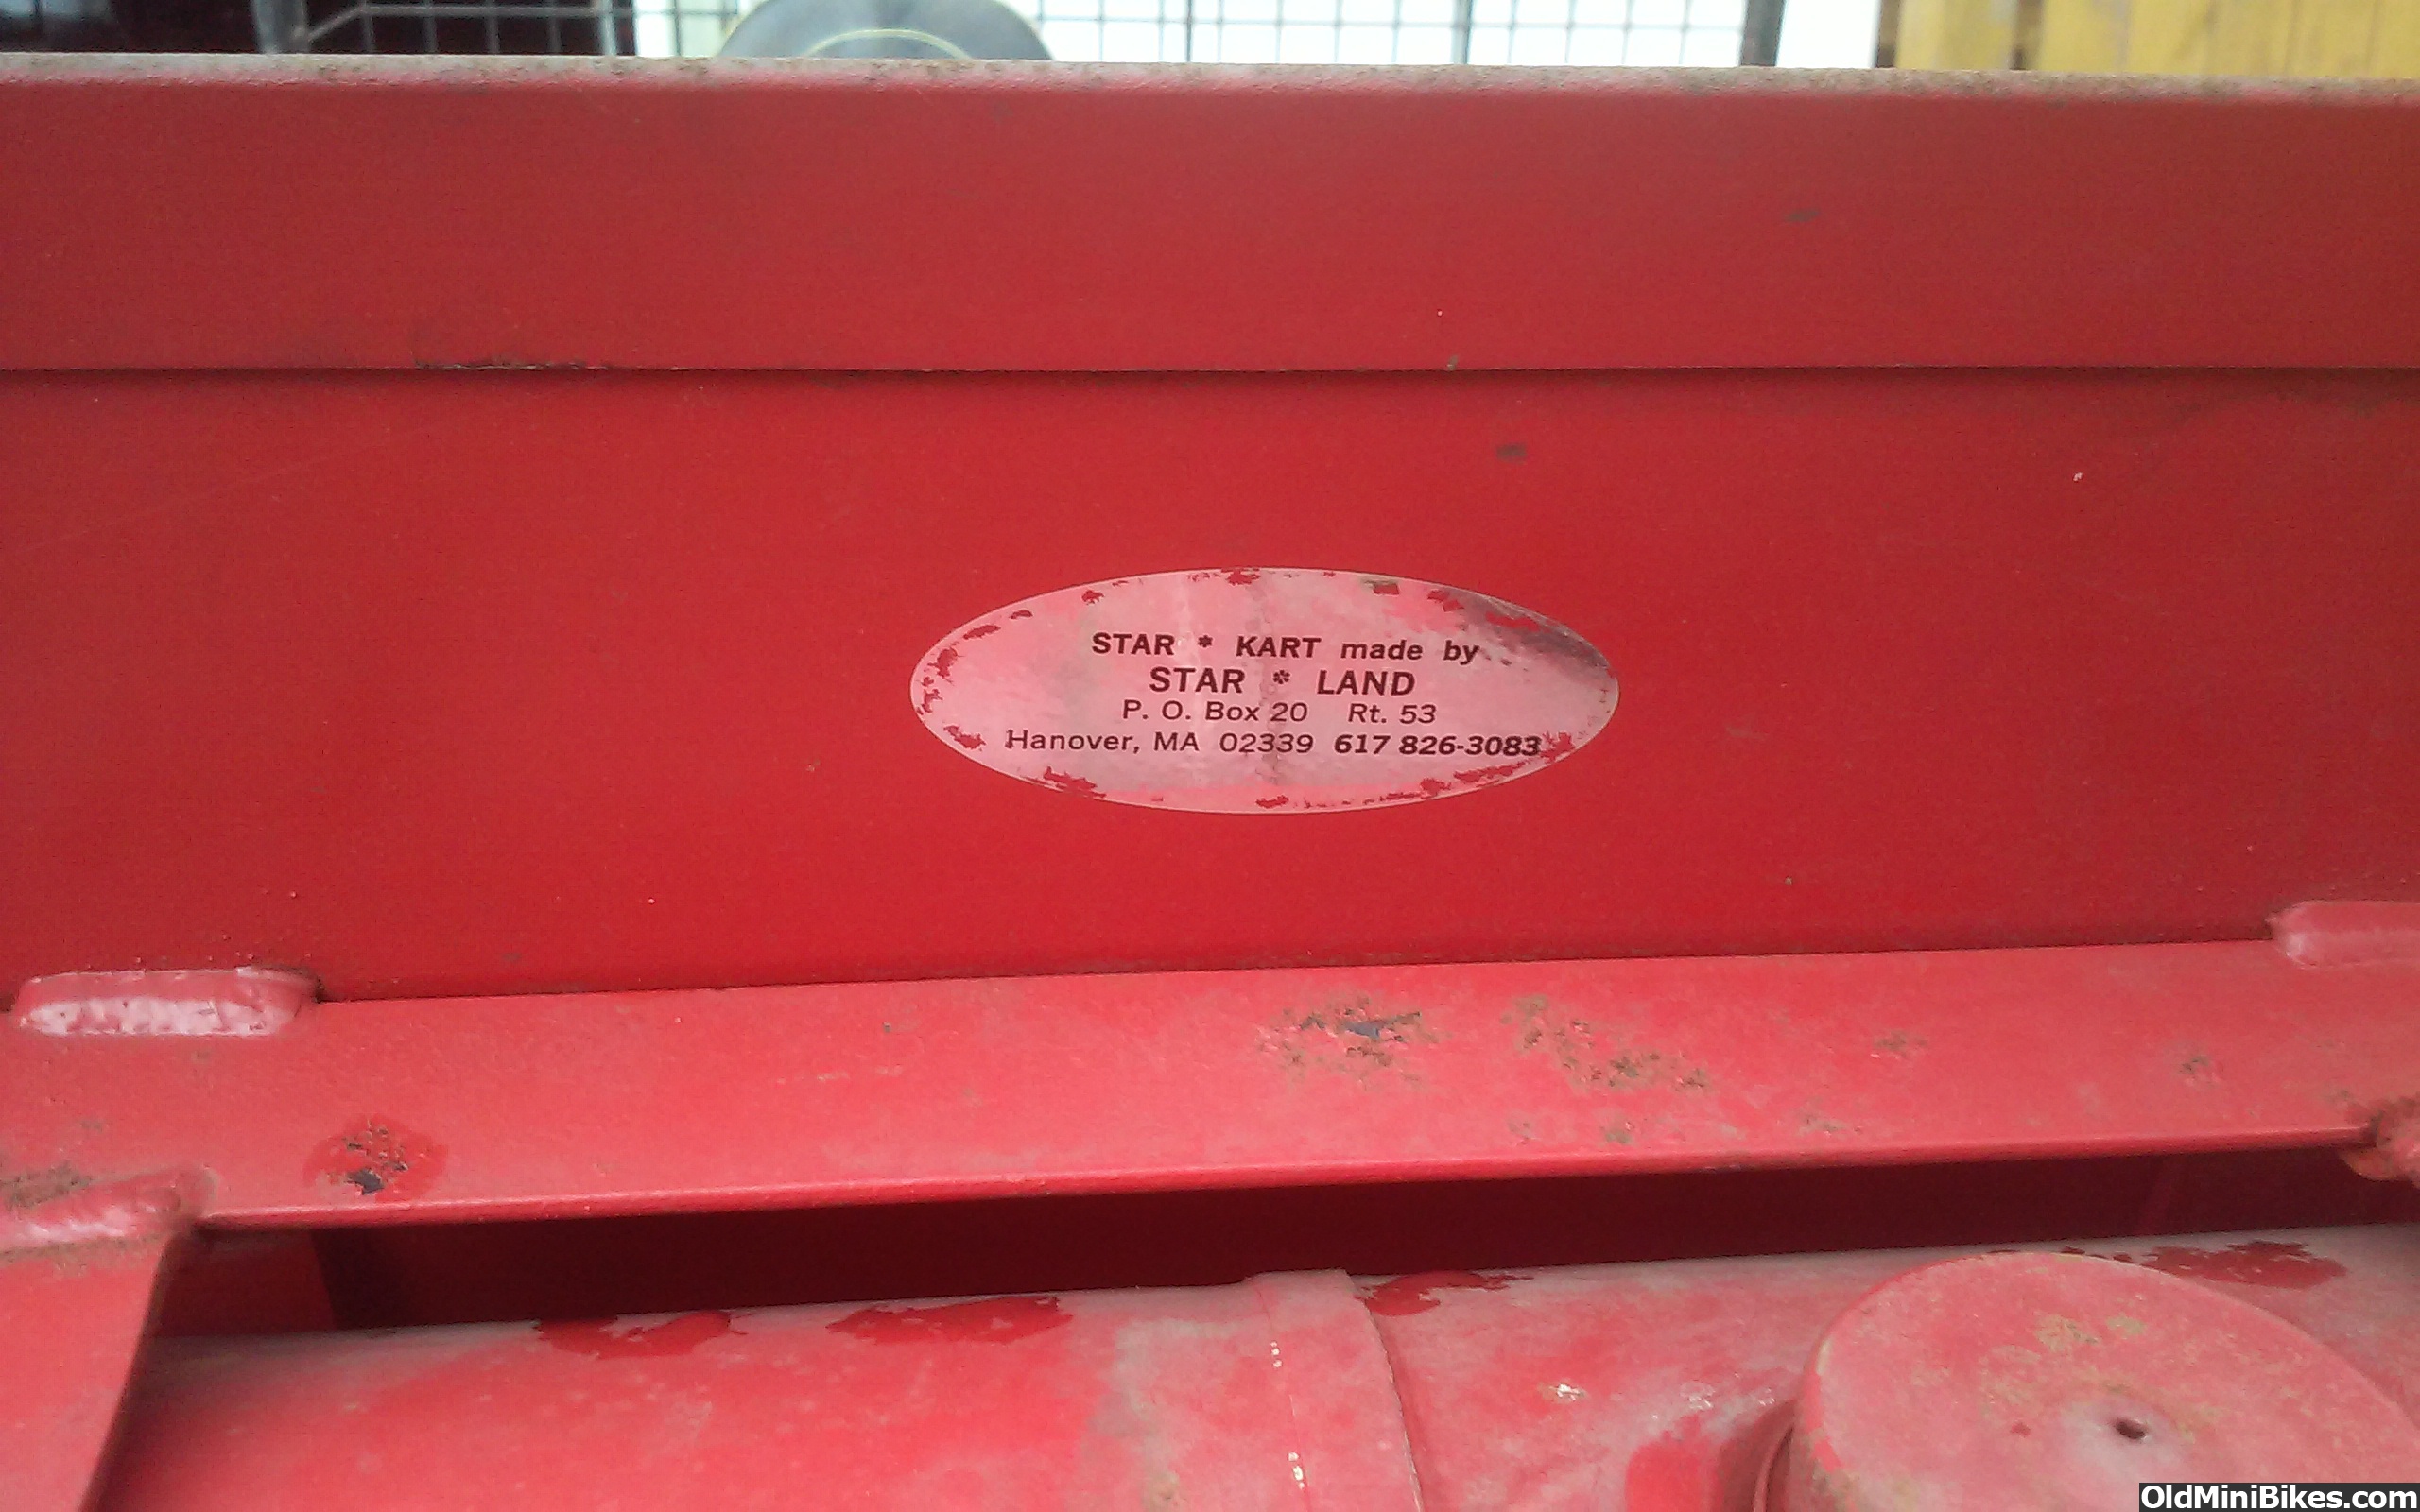 STAR * KART made by
STAR * LAND
P. O. Box 20 Rt. 53
Hanover, MA 02339 617 826-3083
OldMiniBikes.com